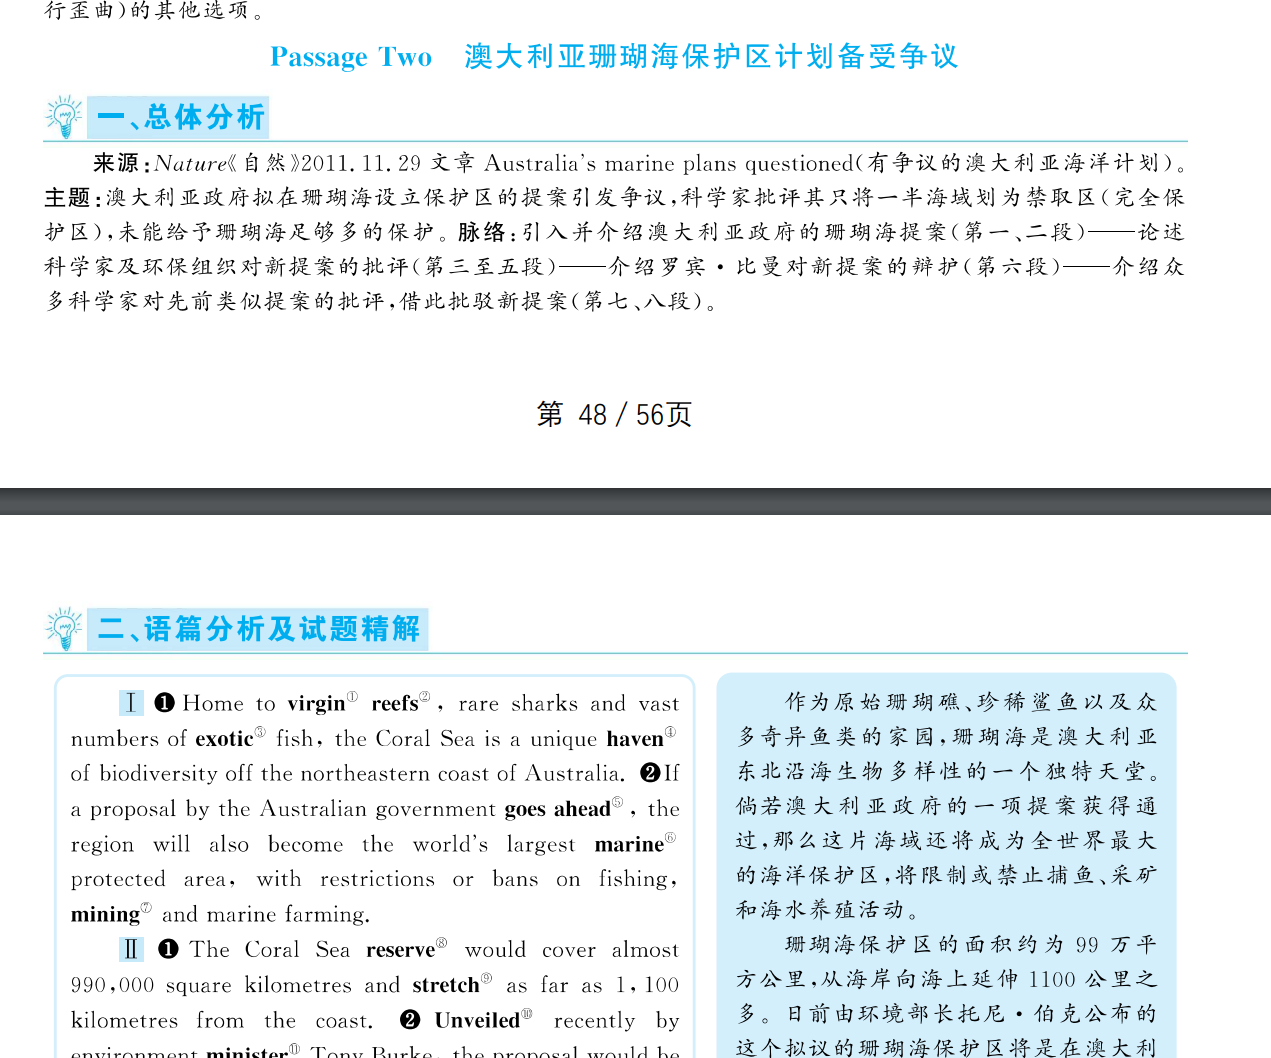 行歪曲)的其他选项。
Passage Two 澳大利亚珊瑚海保护区计划备受争议
一、总体分析
来源:Nature《自然》2011.11.29 文章 Australia's marine plans questioned(有争议的澳大利亚海洋计划)。
主题:澳大利亚政府拟在珊瑚海设立保护区的提案引发争议,科学家批评其只将一半海域划为禁取区(完全保
护区),未能给予珊瑚海足够多的保护。脉络:引入并介绍澳大利亚政府的珊瑚海提案(第一、二段)——论述
科学家及环保组织对新提案的批评(第三至五段)——介绍罗宾·比曼对新提案的辩护(第六段)——介绍众
多科学家对先前类似提案的批评,借此批驳新提案(第七、八段)。
第 48 / 56页
二、语篇分析及试题精解
Ⅰ ❶ Home to virgin① reefs②, rare sharks and vast
numbers of exotic③ fish, the Coral Sea is a unique haven④
of biodiversity off the northeastern coast of Australia. ❷If
a proposal by the Australian government goes ahead⑤, the
region will also become the world's largest marine⑥
protected area, with restrictions or bans on fishing,
mining⑦ and marine farming.
Ⅱ ❶ The Coral Sea reserve⑧ would cover almost
990,000 square kilometres and stretch⑨ as far as 1,100
kilometres from the coast. ❷ Unveiled⑩ recently by
environment minister⑪ Tony Burke, the proposal would be
作为原始珊瑚礁、珍稀鲨鱼以及众
多奇异鱼类的家园,珊瑚海是澳大利亚
东北沿海生物多样性的一个独特天堂。
倘若澳大利亚政府的一项提案获得通
过,那么这片海域还将成为全世界最大
的海洋保护区,将限制或禁止捕鱼、采矿
和海水养殖活动。
珊瑚海保护区的面积约为 99 万平
方公里,从海岸向海上延伸 1100 公里之
多。日前由环境部长托尼·伯克公布的
这个拟议的珊瑚海保护区将是在澳大利